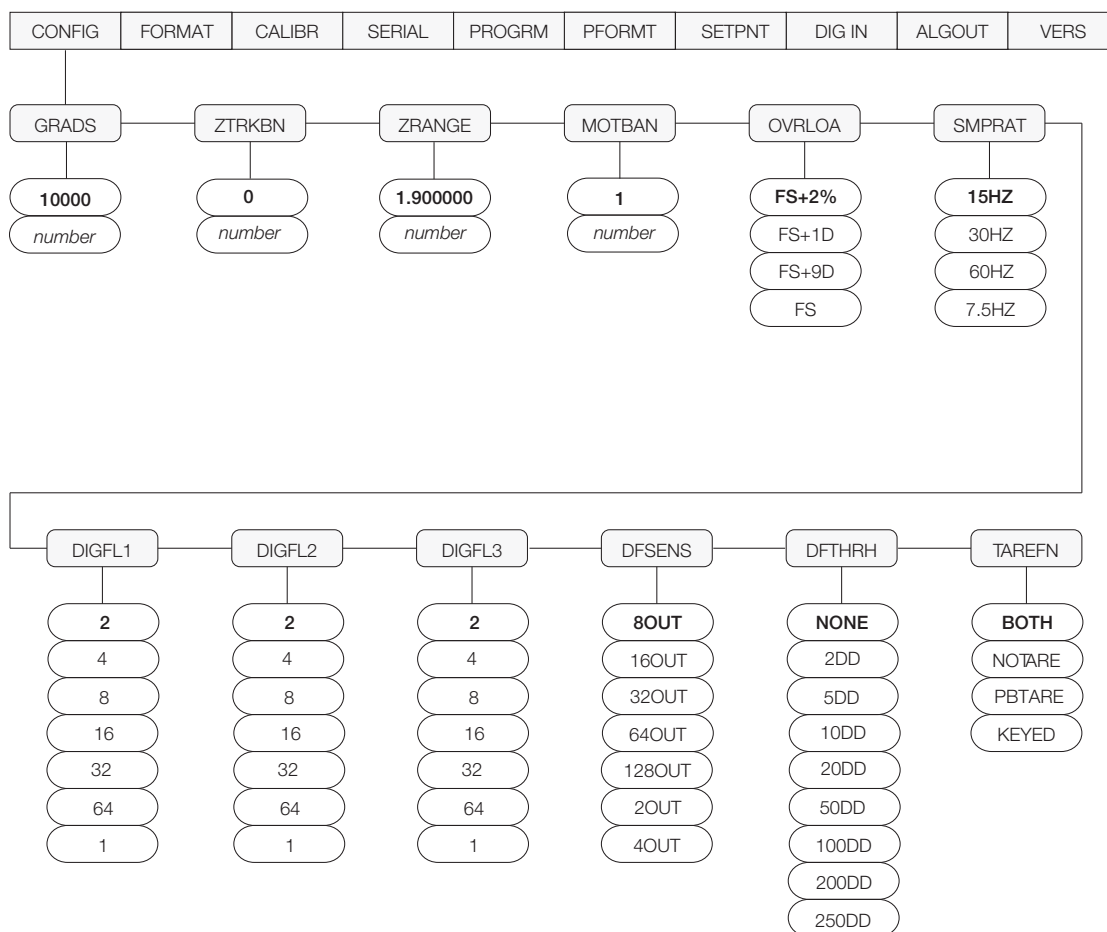 CONFIG FORMAT CALIBR SERIAL PROGRM PFORMT SETPNT DIG IN ALGOUT VERS
GRADS ZTRKBN ZRANGE MOTBAN OVRLOA SMPRAT
10000 0 1.900000 1 FS+2% 15HZ
number number number number FS+1D 30HZ
FS+9D 60HZ
FS 7.5HZ
DIGFL1 DIGFL2 DIGFL3 DFSENS DFTHRH TAREFN
2 2 2 8OUT NONE BOTH
4 4 4 16OUT 2DD NOTARE
8 8 8 32OUT 5DD PBTARE
16 16 16 64OUT 10DD KEYED
32 32 32 128OUT 20DD
64 64 64 2OUT 50DD
1 1 1 4OUT 100DD
200DD
250DD